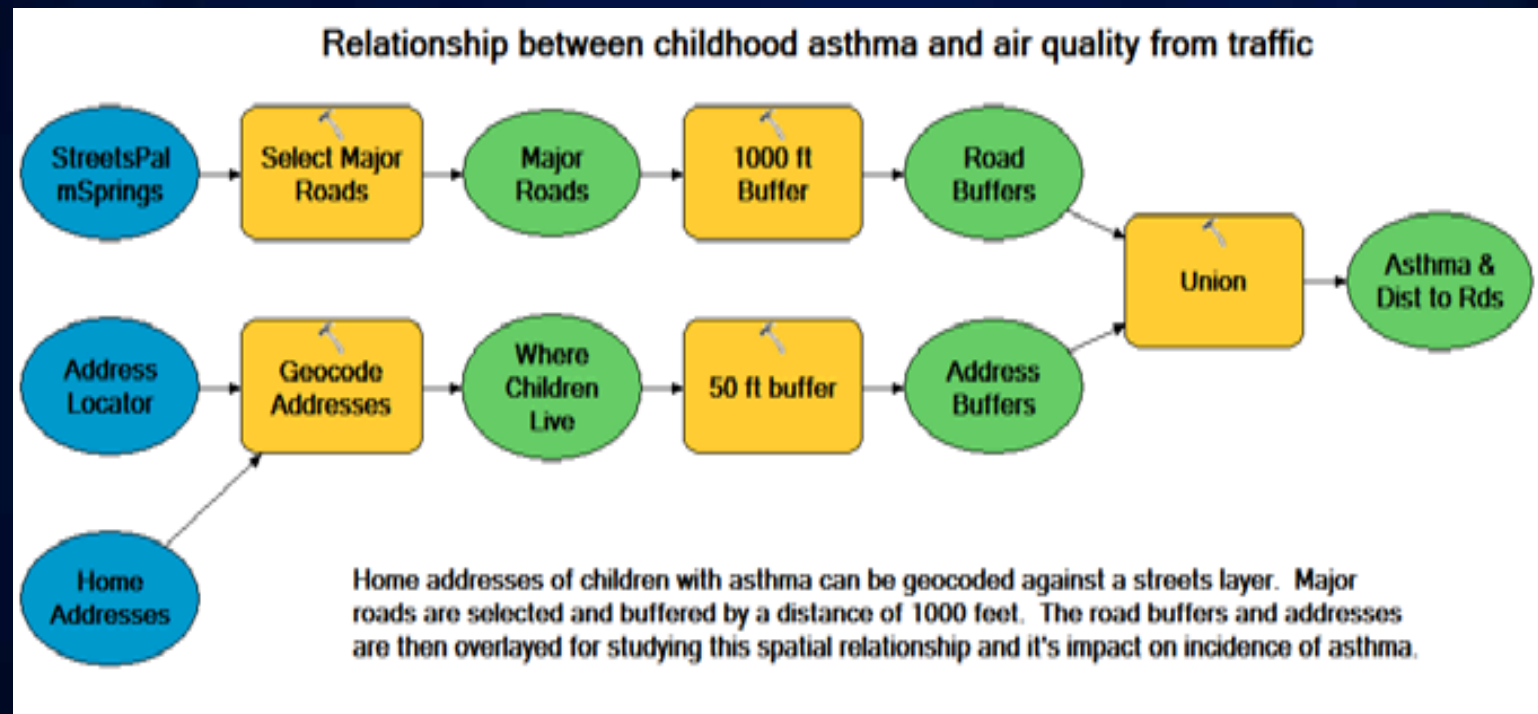 Relationship between childhood asthma and air quality from traffic
StreetsPal
mSprings
Select Major
Roads
Major
Roads
1000 ft
Buffer
Road
Buffers
Union
Asthma &
Dist to Rds
Address
Locator
Geocode
Addresses
Where
Children
Live
50 ft buffer
Address
Buffers
Home
Addresses
Home addresses of children with asthma can be geocoded against a streets layer.  Major
roads are selected and buffered by a distance of 1000 feet.  The road buffers and addresses
are then overlayed for studying this spatial relationship and it's impact on incidence of asthma.